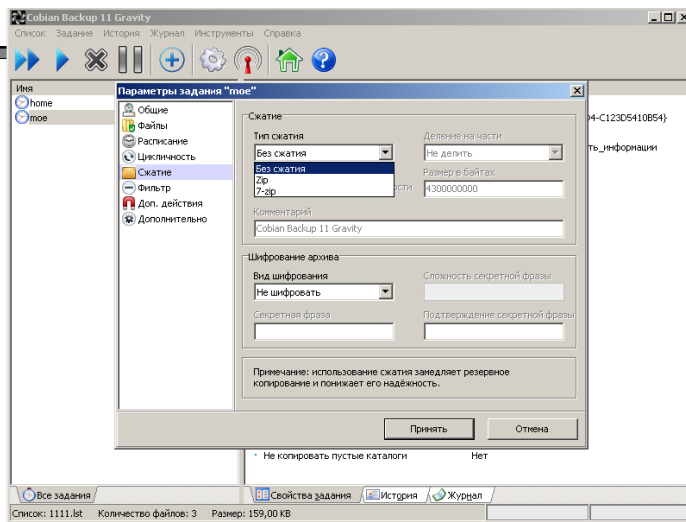 Cobian Backup 11 Gravity
Список Задание История Журнал Инструменты Справка
Имя
home
moe
Параметры задания "moe"
Общие
Файлы
Расписание
Цикличность
Сжатие
Фильтр
Доп. действия
Дополнительно
Сжатие
Тип сжатия
Деление на части
Без сжатия
Не делить
Без сжатия
Zip
7-zip
Размер в байтах
4300000000
Комментарий
Cobian Backup 11 Gravity
Шифрование архива
Вид шифрования
Сложность секретной фразы
Не шифровать
Секретная фраза
Подтверждение секретной фразы
Примечание: использование сжатия замедляет резервное
копирование и понижает его надёжность.
Принять
Отмена
04-C123D5410B54}
ть_информации
Не копировать пустые каталоги Нет
Все задания
Свойства задания История Журнал
Список: 1111.lst Количество файлов: 3 Размер: 159,00 KB